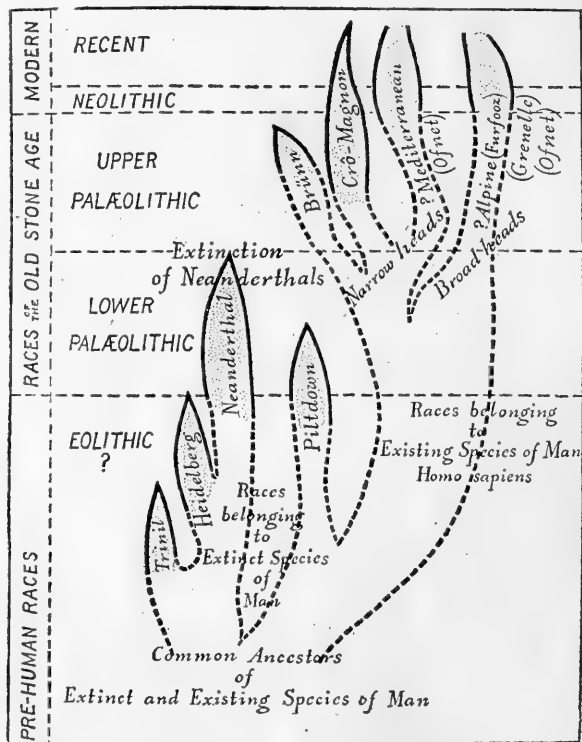 MODERN
RACES OF THE OLD STONE AGE
PRE-HUMAN RACES
RECENT
NEOLITHIC
UPPER
PALÆOLITHIC
LOWER
PALÆOLITHIC
EOLITHIC
?
Extinction
of Neanderthals
Trinil
Heidelberg
Neanderthal
Piltdown
Brünn
Crô-Magnon
? Mediterranean
(Ofnet)
? Alpine (Furfooz)
(Grenelle)
(Ofnet)
Narrow heads
Broad heads
Races
belonging
to
Extinct Species
of
Man
Races belonging
to
Existing Species of Man
Homo sapiens
Common Ancestors
of
Extinct and Existing Species of Man